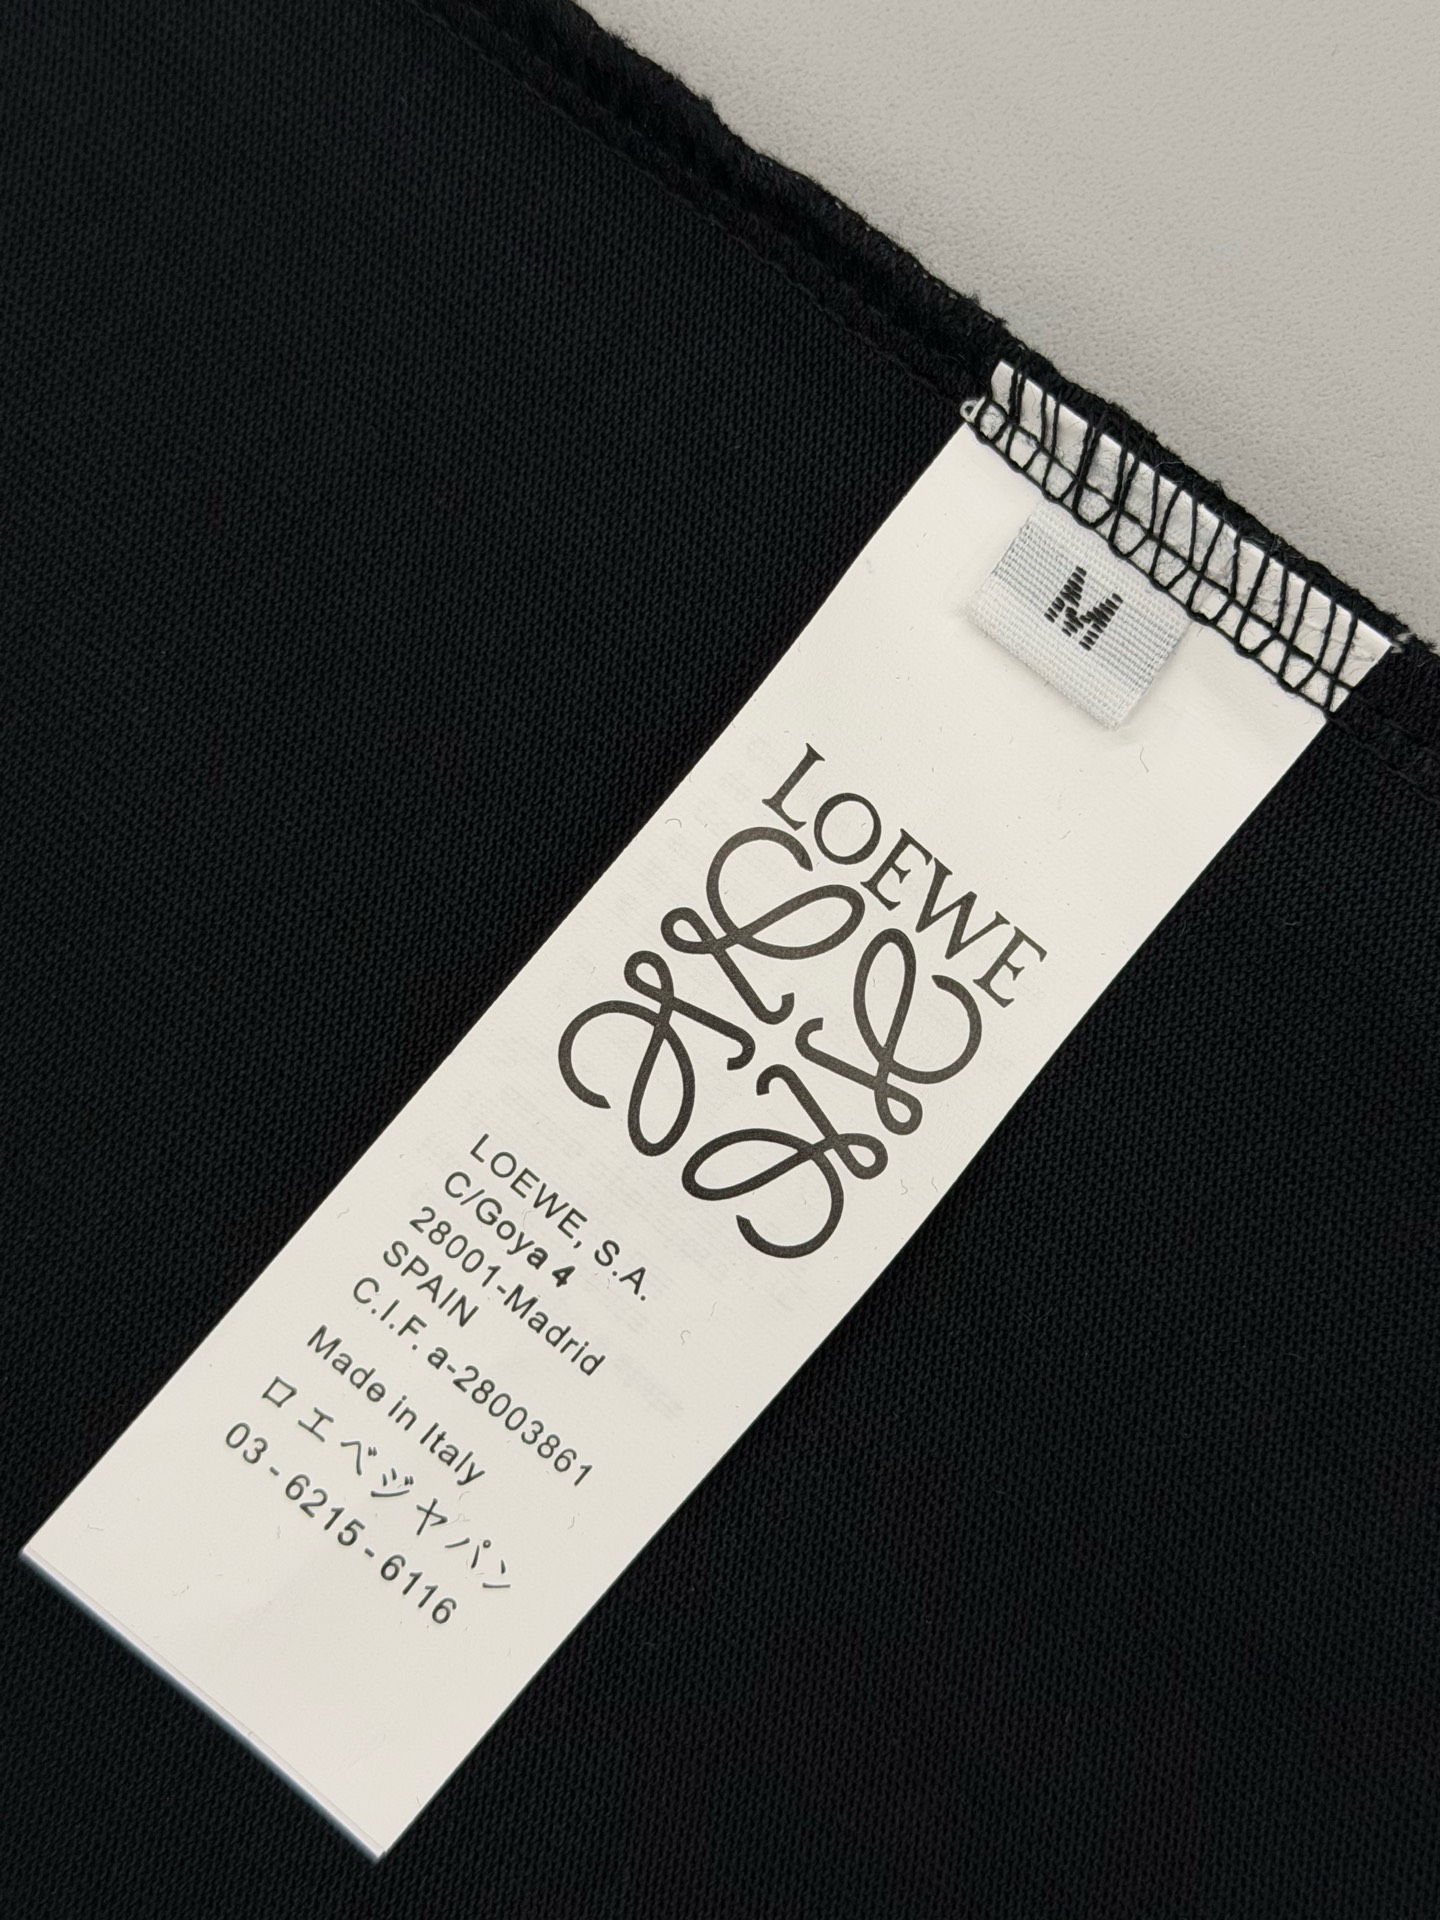 M
LOEWE
LOEWE, S.A.
C/Goya 4
28001-Madrid
SPAIN
C.I.F. a-28003861
Made in Italy
ロエベジャパン
03-6215-6116